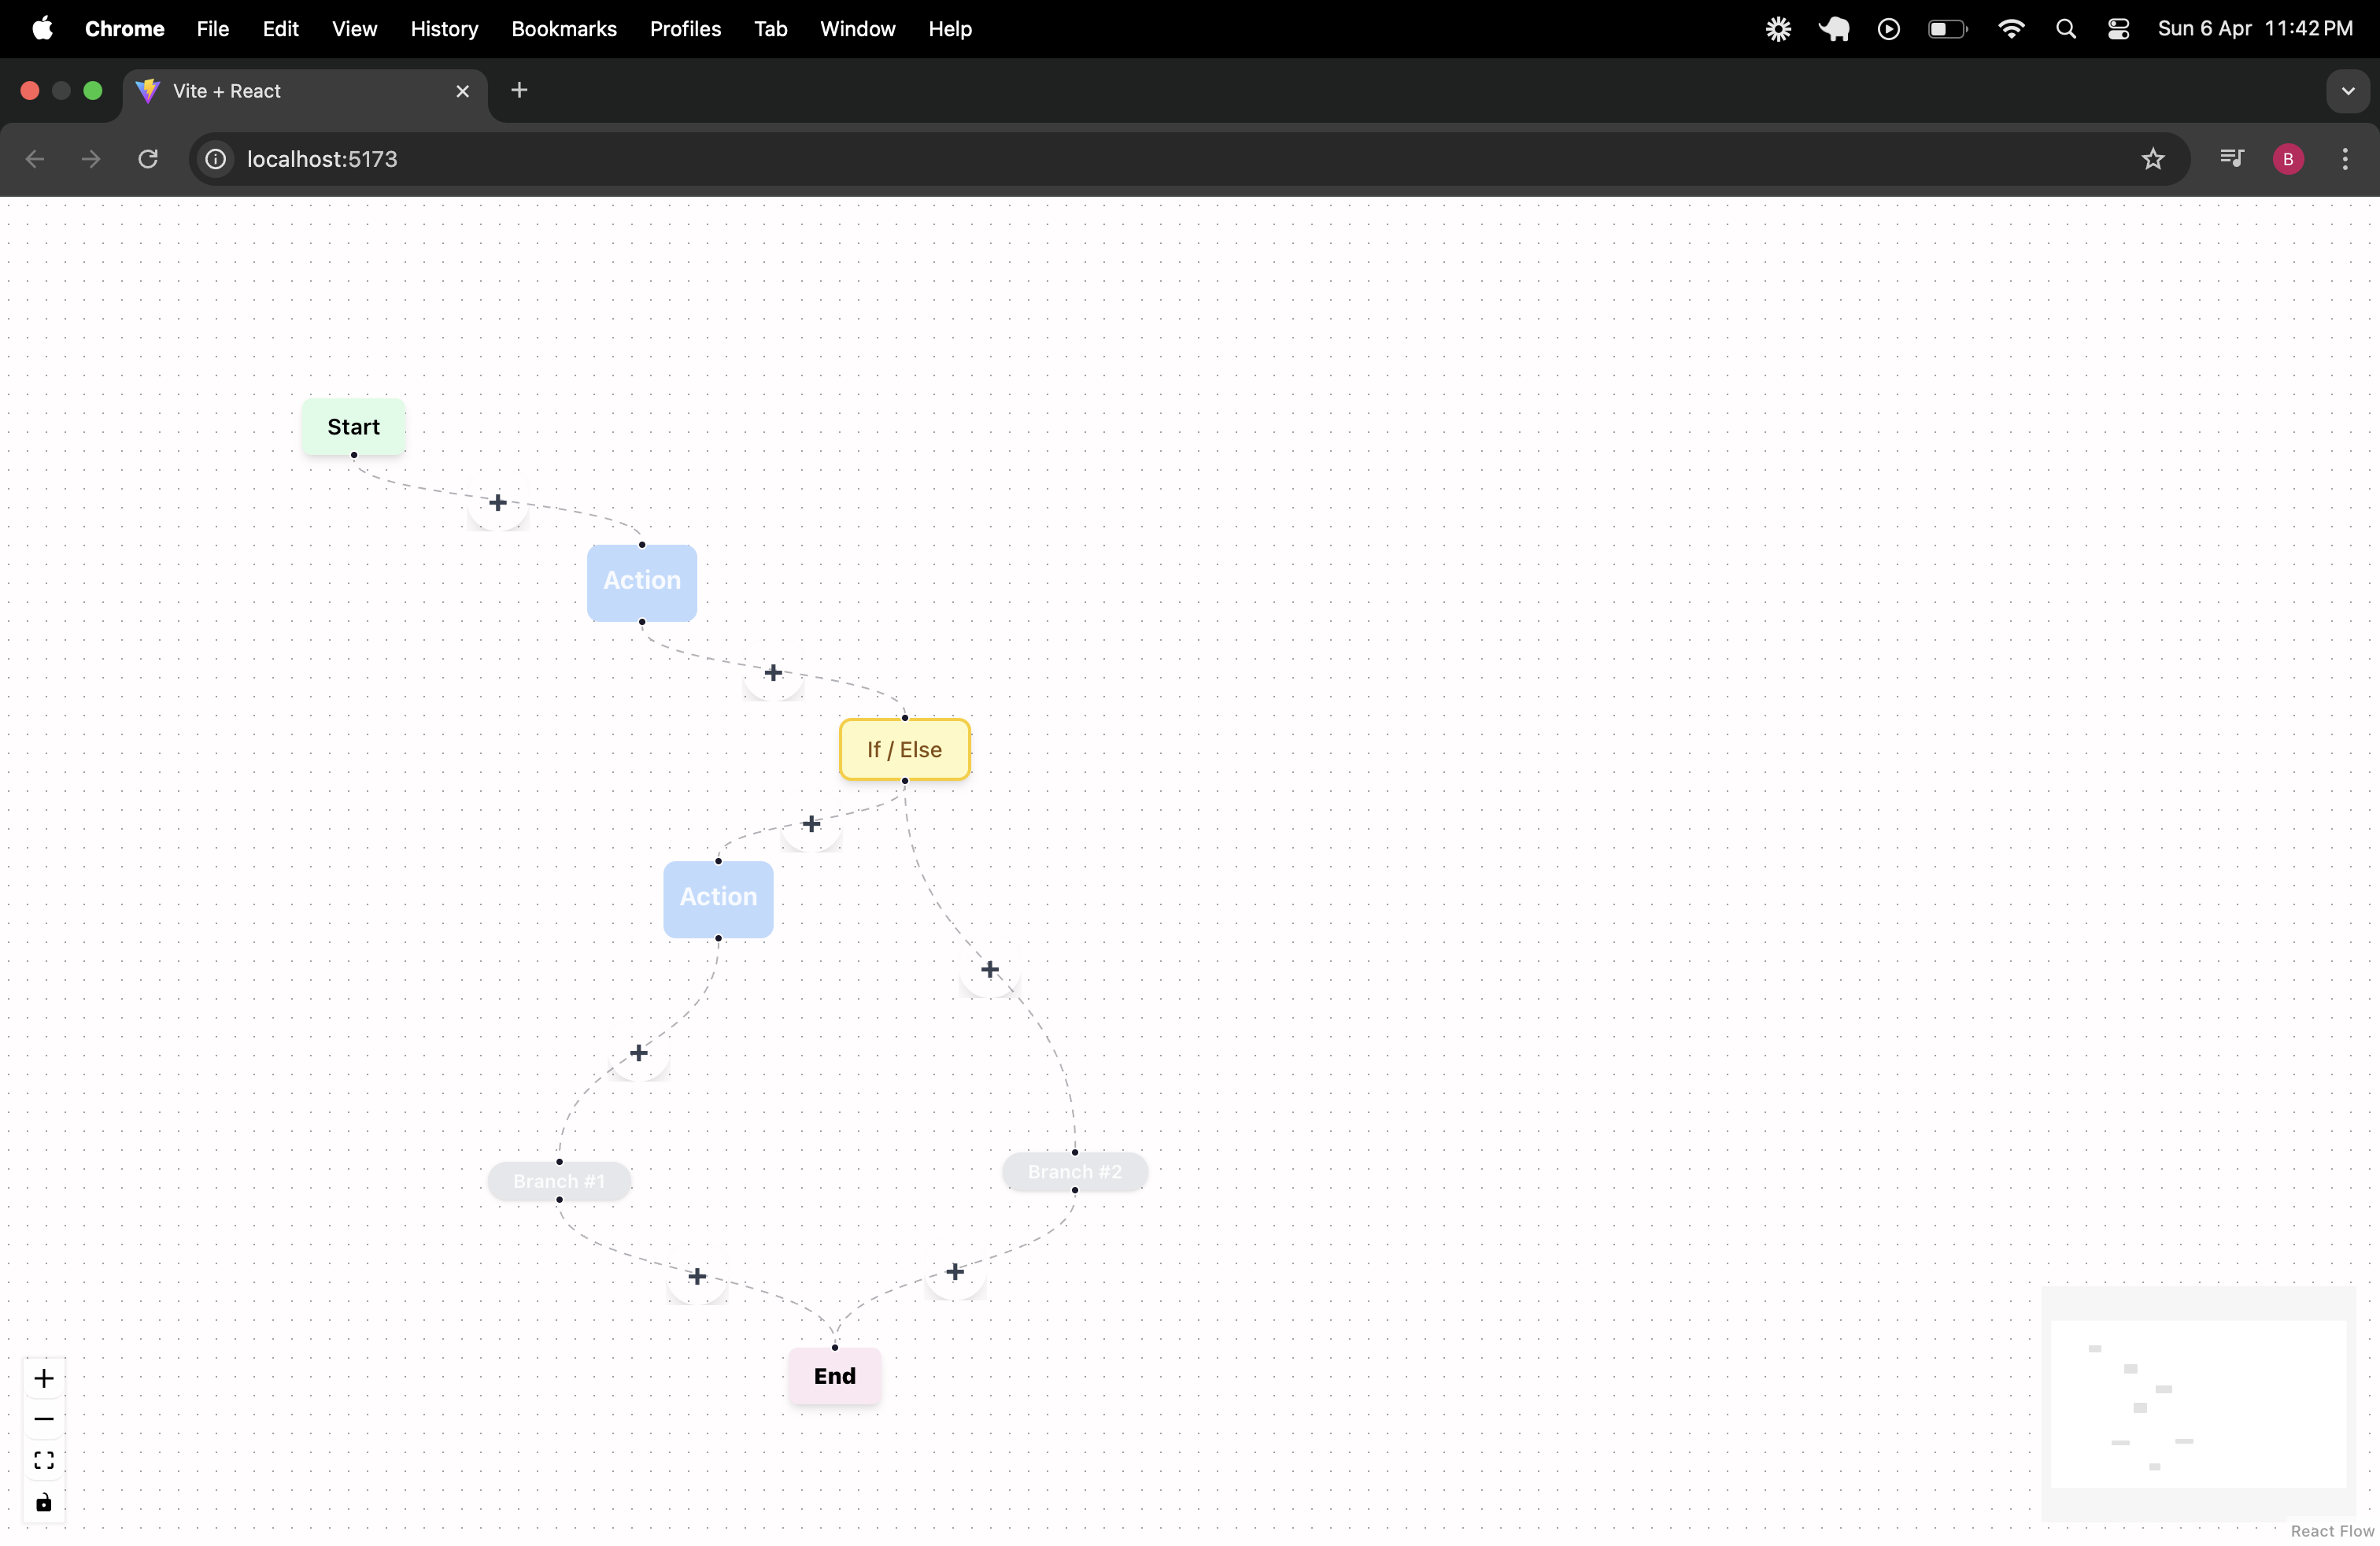 Chrome File Edit View History Bookmarks Profiles Tab Window Help Sun 6 Apr 11:42 PM
Vite + React
localhost:5173
B
Start
+
Action
+
If / Else
+
Action
+
+
Branch #1
Branch #2
+
+
End
React Flow